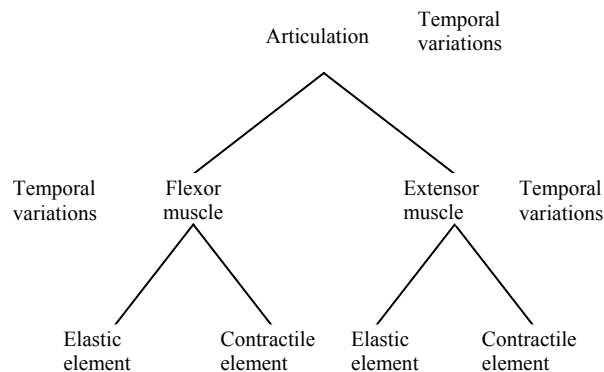 Articulation
Temporal
variations
Temporal
variations
Flexor
muscle
Extensor
muscle
Temporal
variations
Elastic
element
Contractile
element
Elastic
element
Contractile
element